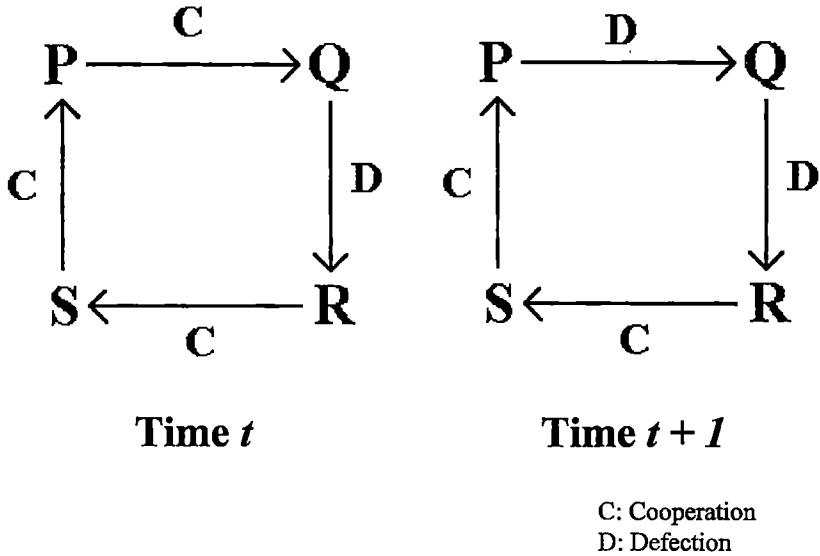 C D
P Q P Q
C D C D
S R S R
C C
Time t Time t + 1
C: Cooperation
D: Defection